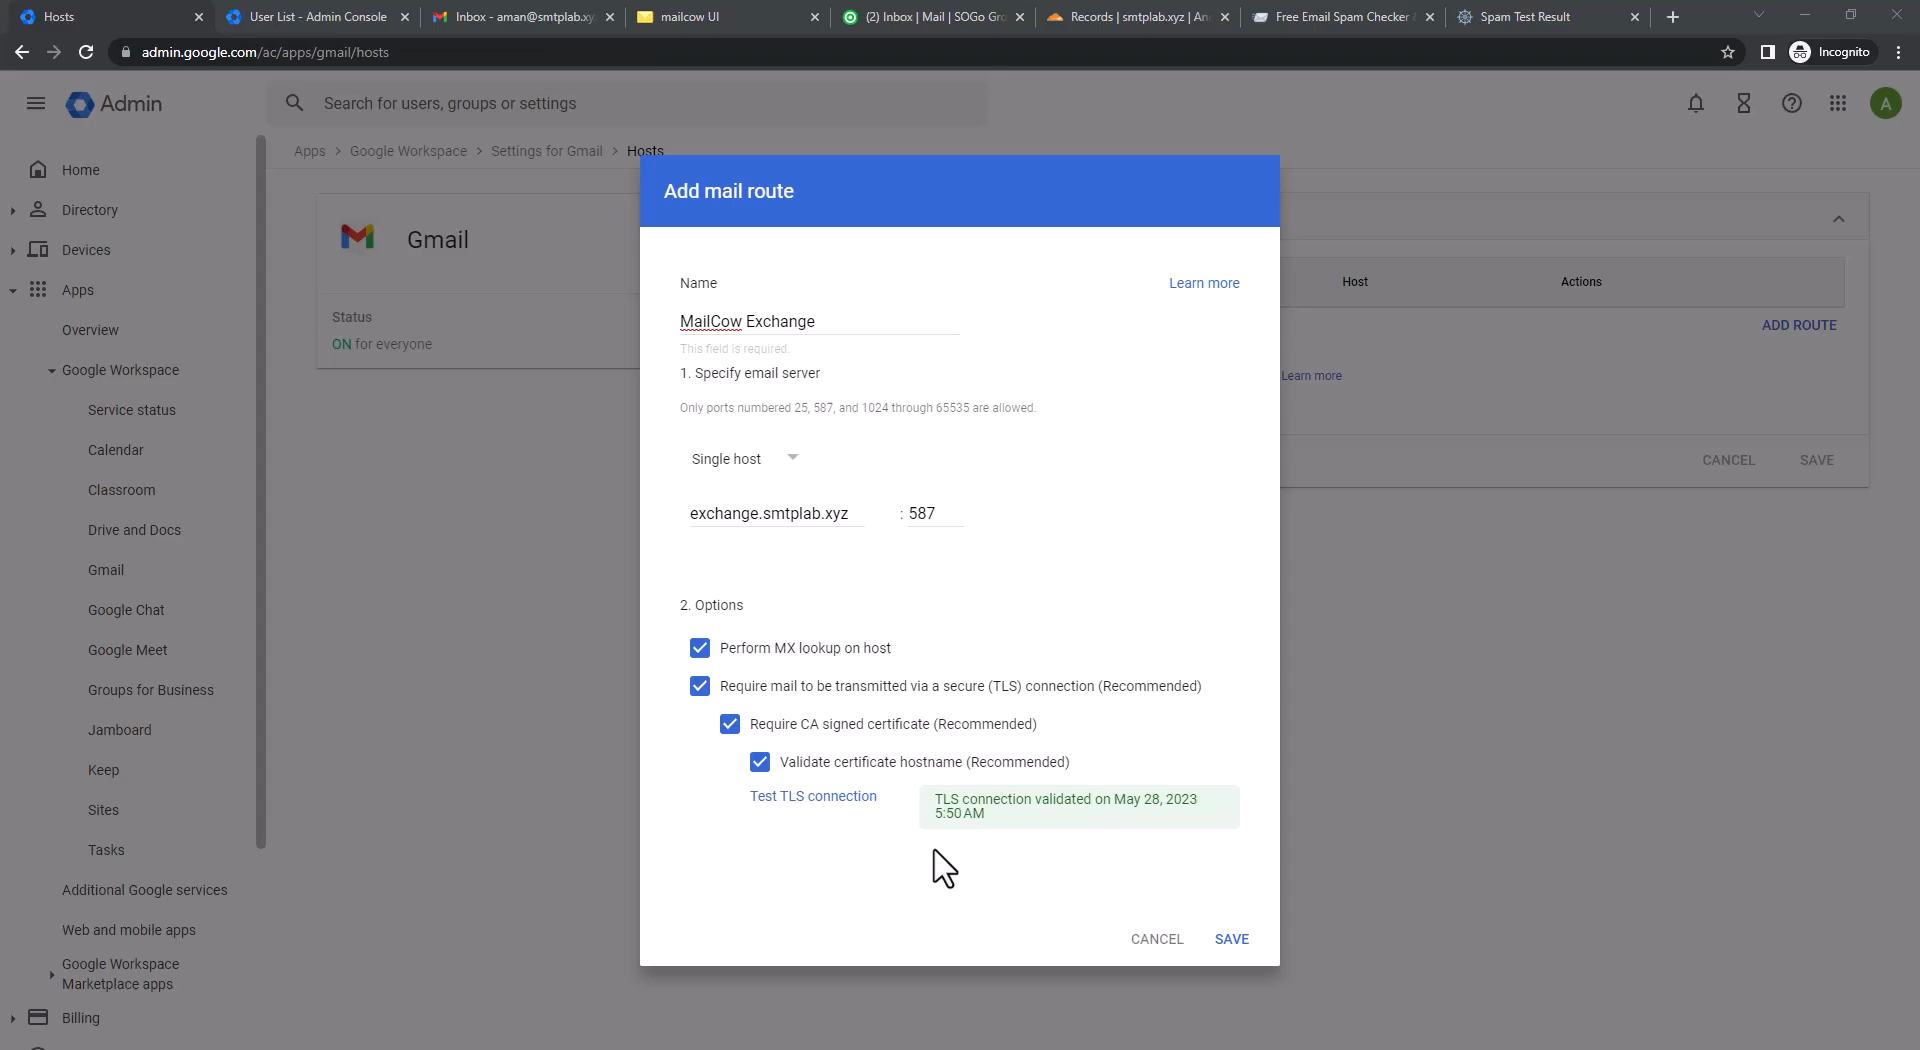 Hosts
User List - Admin Console
Inbox - aman@smtplab.xy
mailcow UI
(2) Inbox | Mail | SOGo Gro
Records | smtplab.xyz | An
Free Email Spam Checker &
Spam Test Result
admin.google.com/ac/apps/gmail/hosts
Incognito
Admin
Search for users, groups or settings
A
Apps > Google Workspace > Settings for Gmail > Hosts
Home
Directory
Devices
Apps
Overview
Google Workspace
Service status
Calendar
Classroom
Drive and Docs
Gmail
Google Chat
Google Meet
Groups for Business
Jamboard
Keep
Sites
Tasks
Additional Google services
Web and mobile apps
Google Workspace
Marketplace apps
Billing
Gmail
Status
ON for everyone
Add mail route
Name
Learn more
MailCow Exchange
This field is required.
1. Specify email server
Only ports numbered 25, 587, and 1024 through 65535 are allowed.
Single host
exchange.smtplab.xyz : 587
2. Options
Perform MX lookup on host
Require mail to be transmitted via a secure (TLS) connection (Recommended)
Require CA signed certificate (Recommended)
Validate certificate hostname (Recommended)
Test TLS connection
TLS connection validated on May 28, 2023
5:50 AM
CANCEL
SAVE
Host
Actions
ADD ROUTE
Learn more
CANCEL
SAVE